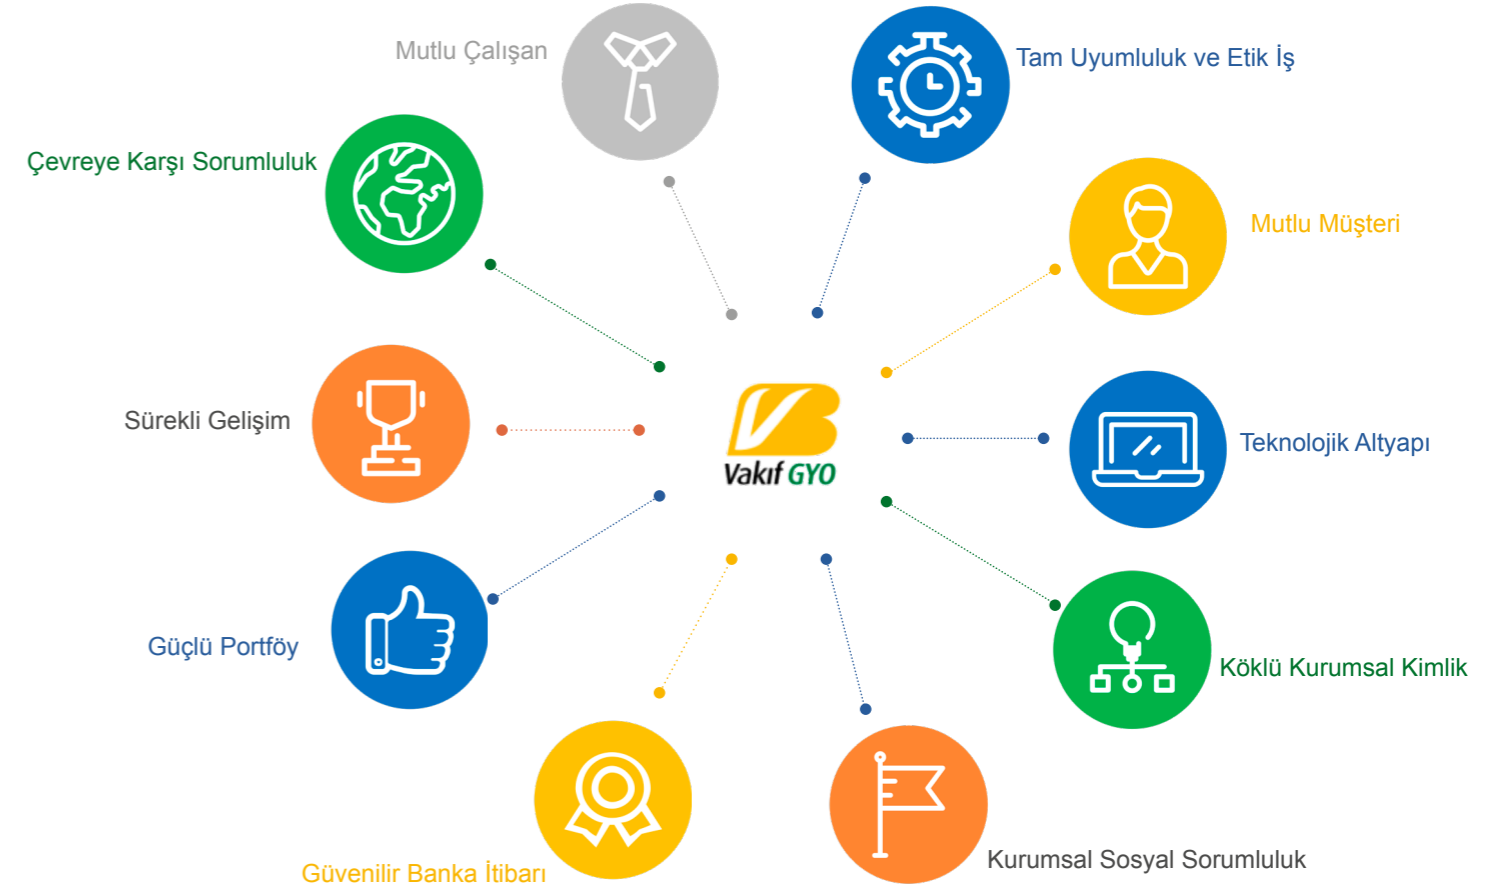 Mutlu Çalışan
Tam Uyumluluk ve Etik İş
Çevreye Karşı Sorumluluk
Mutlu Müşteri
Sürekli Gelişim
Teknolojik Altyapı
Vakıf GYO
Güçlü Portföy
Köklü Kurumsal Kimlik
Güvenilir Banka İtibarı
Kurumsal Sosyal Sorumluluk